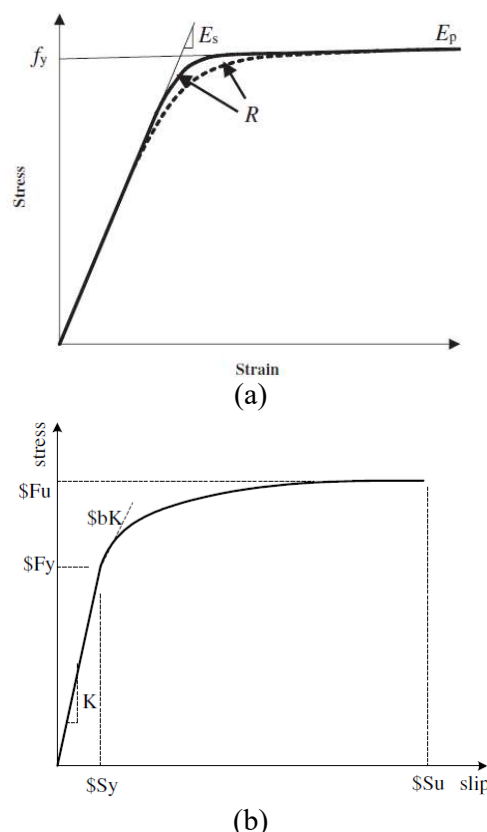 Es
Ep
fy
R
Stress
Strain
(a)
stress
$Fu
$bK
$Fy
K
$Sy
$Su
slip
(b)